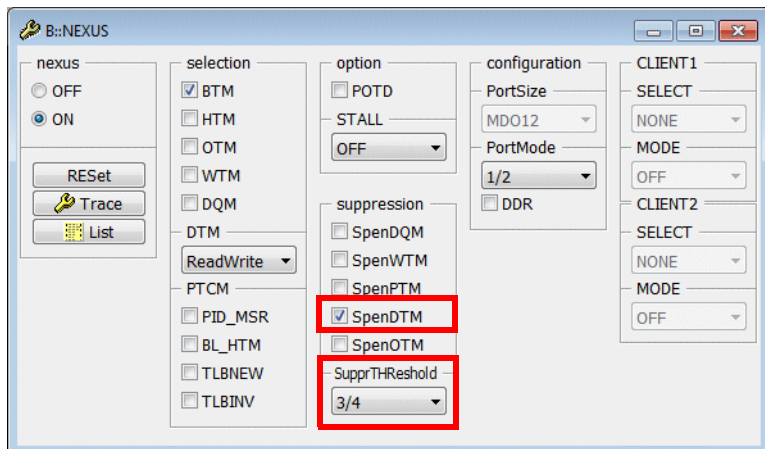 B::NEXUS
nexus
OFF
ON
RESet
Trace
List
selection
BTM
HTM
OTM
WTM
DQM
DTM
ReadWrite
PTCM
PID_MSR
BL_HTM
TLBNEW
TLBINV
option
POTD
STALL
OFF
suppression
SpenDQM
SpenWTM
SpenPTM
SpenDTM
SpenOTM
SupprTHReshold
3/4
configuration
PortSize
MDO12
PortMode
1/2
DDR
CLIENT1
SELECT
NONE
MODE
OFF
CLIENT2
SELECT
NONE
MODE
OFF